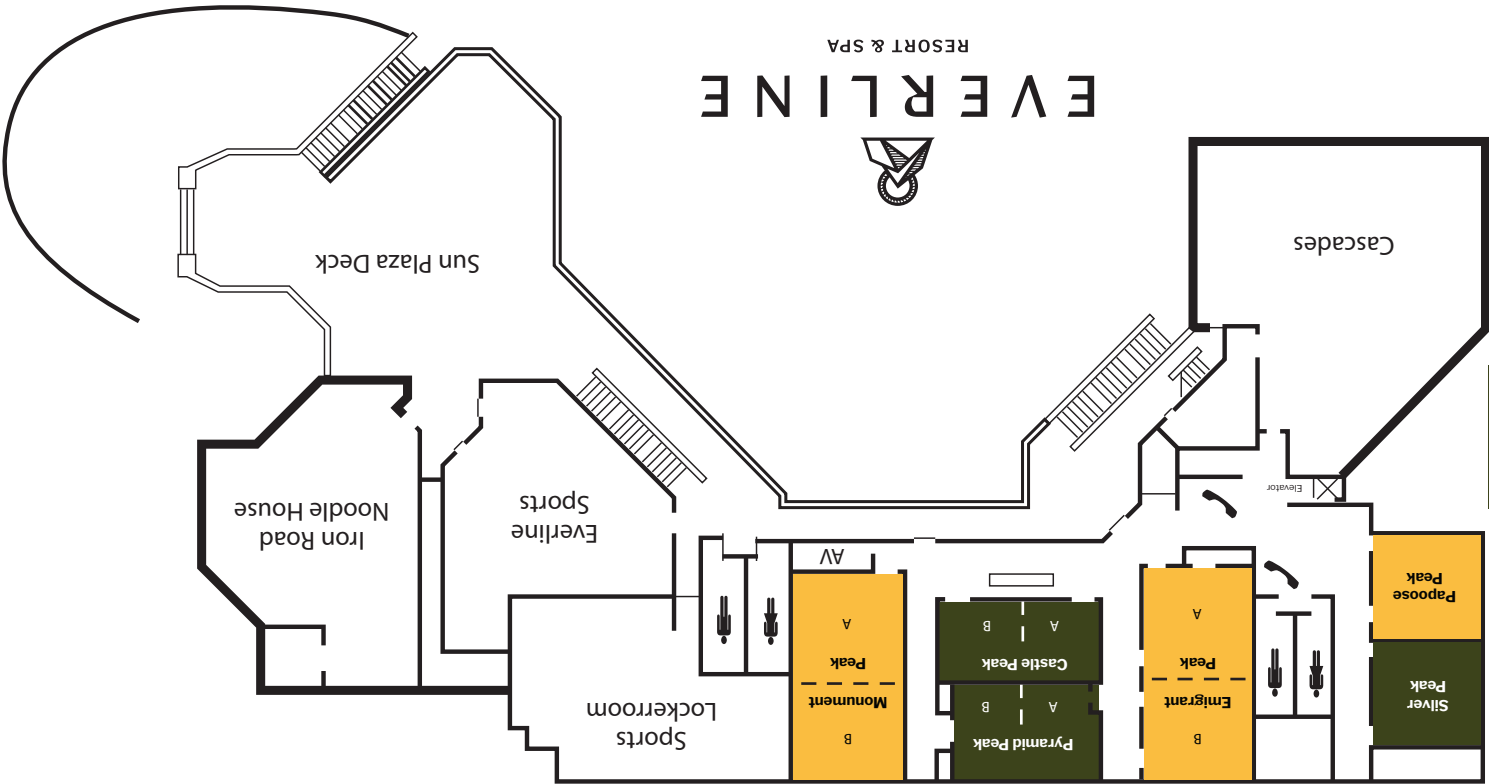 Silver
Peak
Papoose
Peak
B
Emigrant
Peak
A
Pyramid Peak
A
B
Castle Peak
A
B
B
Monument
Peak
A
AV
Sports
Lockerroom
Everline
Sports
Iron Road
Noodle House
Elevator
Cascades
Sun Plaza Deck
EVERLINE
RESORT & SPA